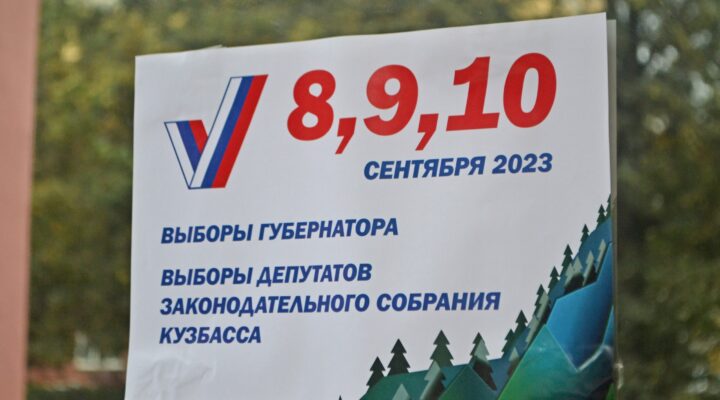 8,9,10
СЕНТЯБРЯ 2023
ВЫБОРЫ ГУБЕРНАТОРА
ВЫБОРЫ ДЕПУТАТОВ
ЗАКОНОДАТЕЛЬНОГО СОБРАНИЯ
КУЗБАССА